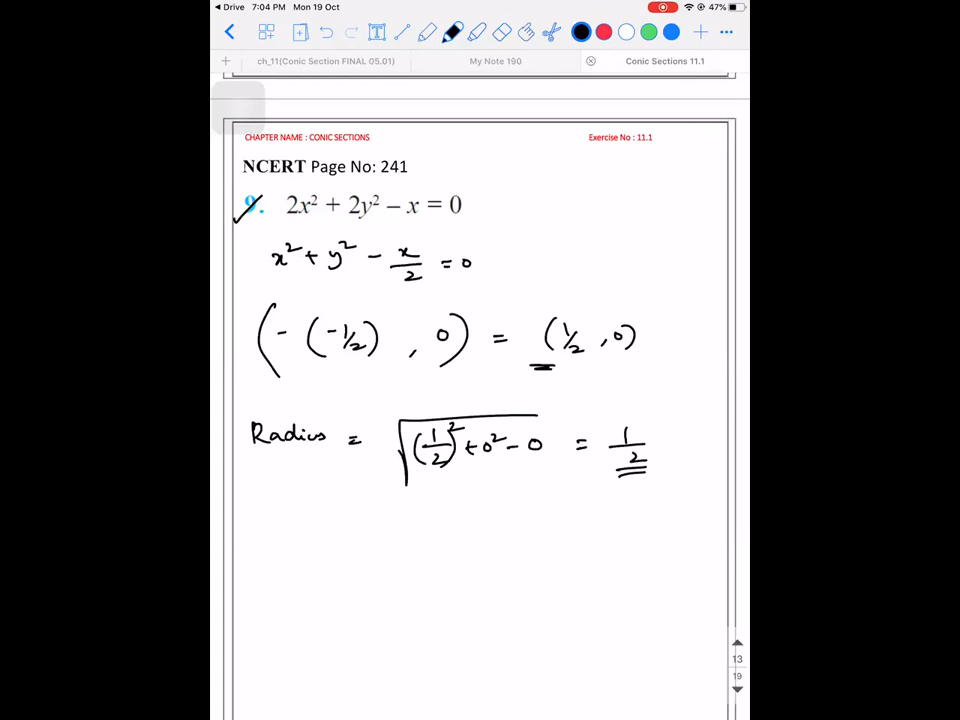 Drive 7:04 PM Mon 19 Oct 47%
ch_11(Conic Section FINAL 05.01) My Note 190 Conic Sections 11.1
CHAPTER NAME : CONIC SECTIONS Exercise No : 11.1
NCERT Page No: 241
9. 2x² + 2y² – x = 0
x² + y² - x/2 = 0
(-(-1/2), 0) = (1/2, 0)
Radius = √((1/2)² + 0² - 0) = 1/2
13
19